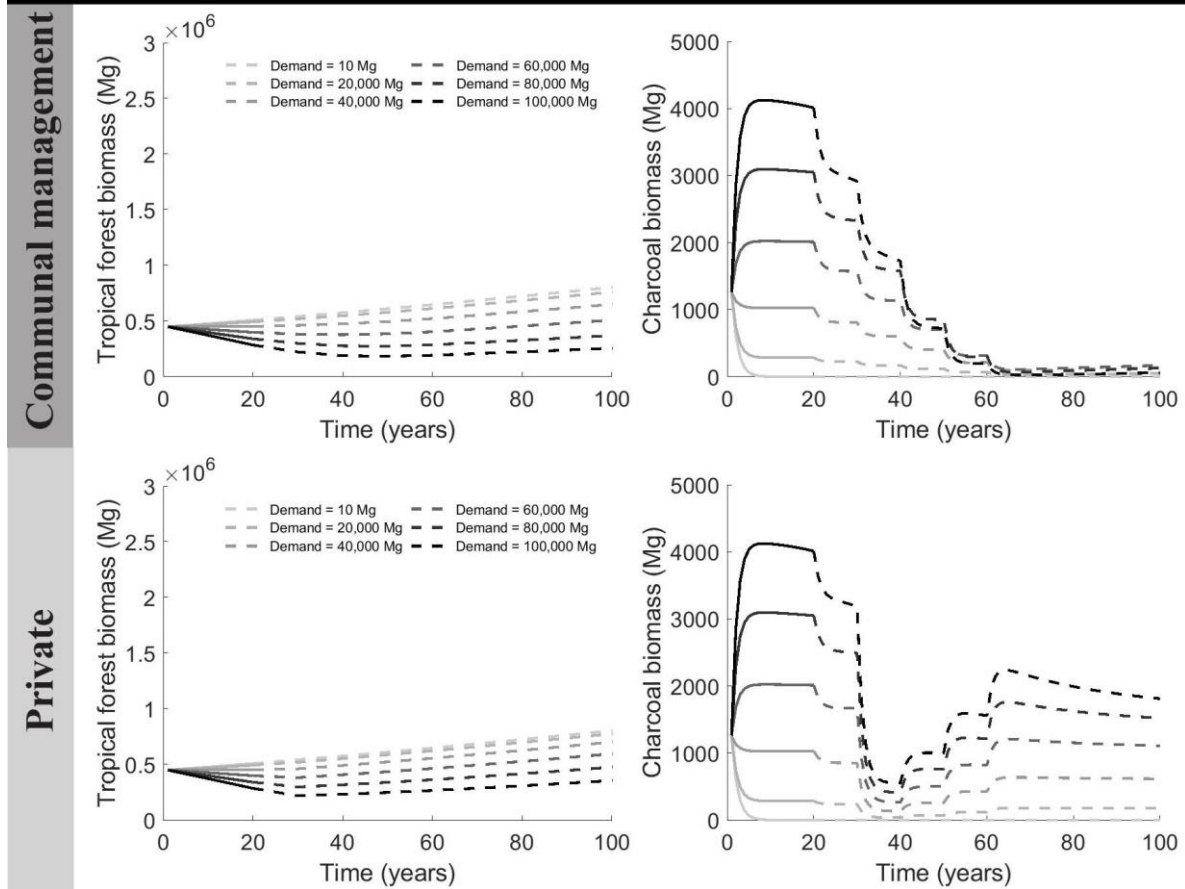 Communal management
×10⁶
3
2.5
2
1.5
1
0.5
0
Tropical forest biomass (Mg)
Demand = 10 Mg
Demand = 20,000 Mg
Demand = 40,000 Mg
Demand = 60,000 Mg
Demand = 80,000 Mg
Demand = 100,000 Mg
0 20 40 60 80 100
Time (years)
5000
4000
3000
2000
1000
0
Charcoal biomass (Mg)
0 20 40 60 80 100
Time (years)
Private
×10⁶
3
2.5
2
1.5
1
0.5
0
Tropical forest biomass (Mg)
Demand = 10 Mg
Demand = 20,000 Mg
Demand = 40,000 Mg
Demand = 60,000 Mg
Demand = 80,000 Mg
Demand = 100,000 Mg
0 20 40 60 80 100
Time (years)
5000
4000
3000
2000
1000
0
Charcoal biomass (Mg)
0 20 40 60 80 100
Time (years)